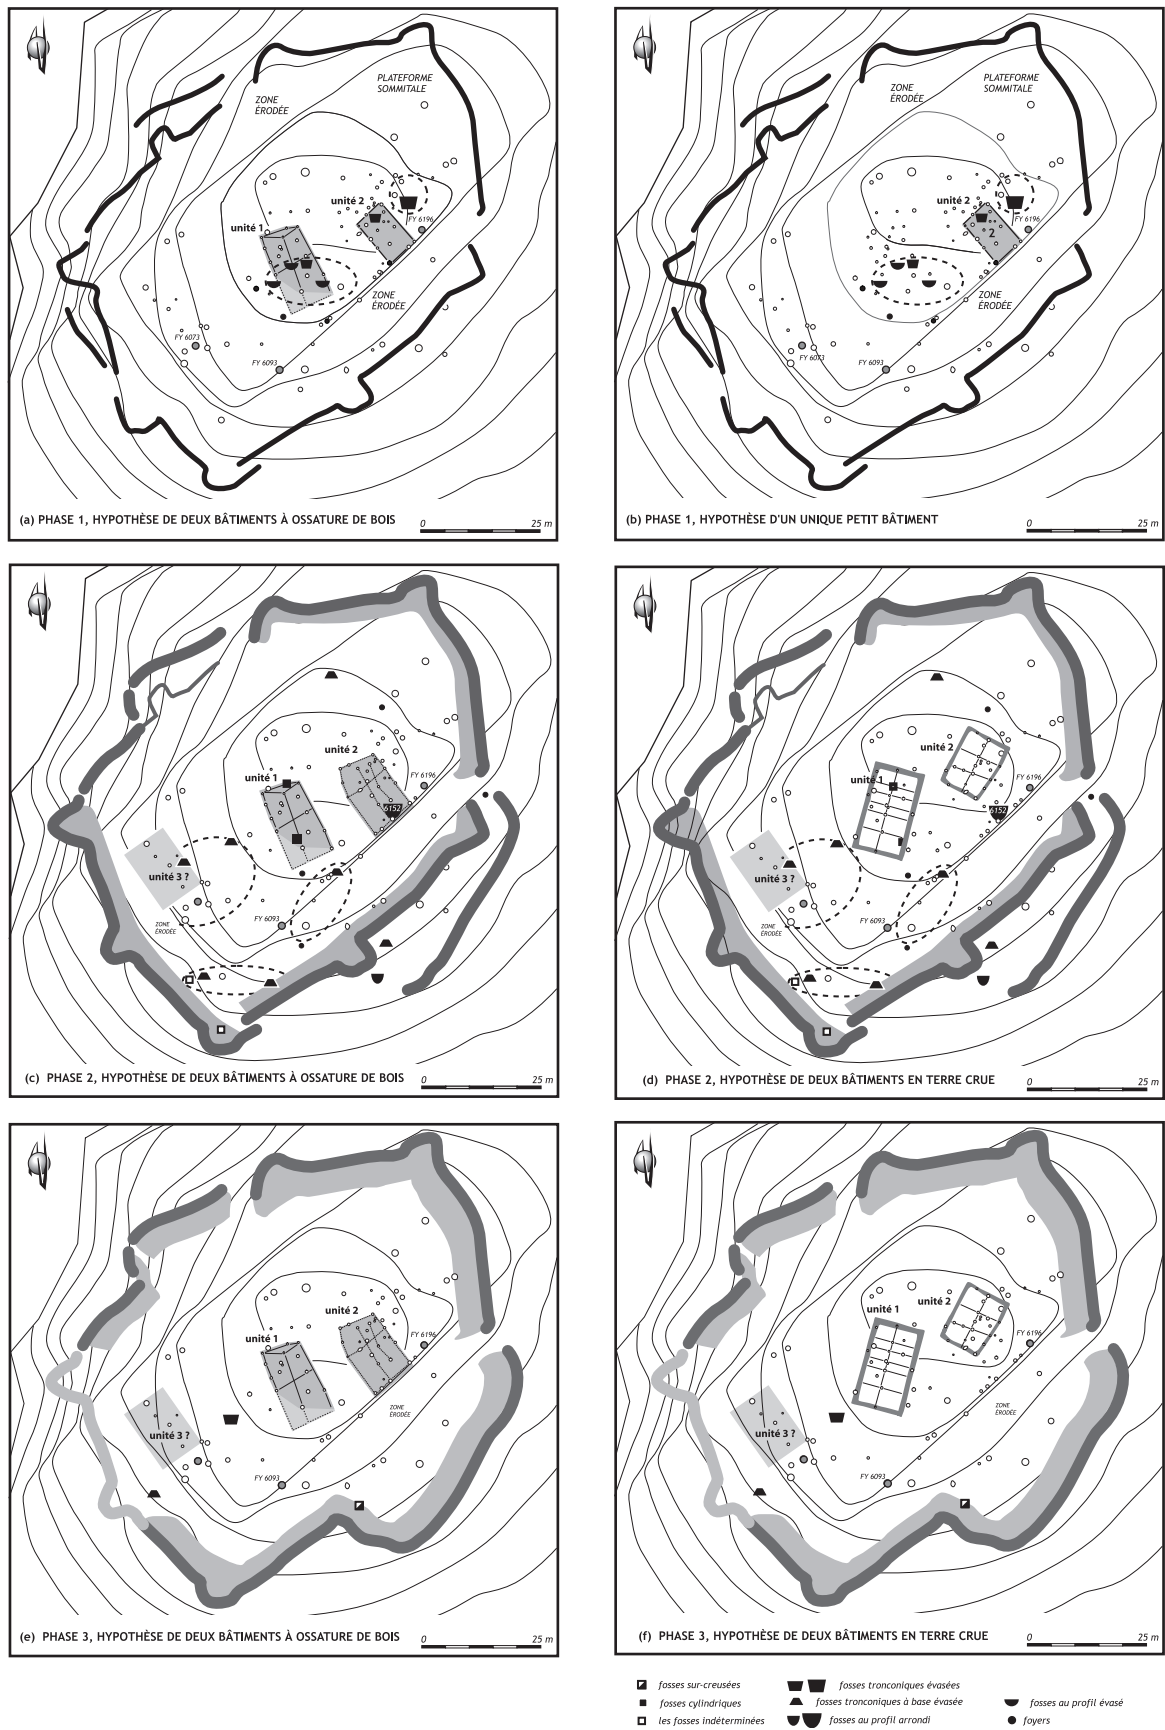 PLATEFORME
SOMMITALE
ZONE
ÉRODÉE
unité 2
FY 6196
unité 1
ZONE
ÉRODÉE
FY 6073
FY 6093
(a) PHASE 1, HYPOTHÈSE DE DEUX BÂTIMENTS À OSSATURE DE BOIS
0 25 m
PLATEFORME
SOMMITALE
ZONE
ÉRODÉE
unité 2
FY 6196
2
ZONE
ÉRODÉE
FY 6073
FY 6093
(b) PHASE 1, HYPOTHÈSE D'UN UNIQUE PETIT BÂTIMENT
0 25 m
unité 2
unité 1
FY 6196
6152
unité 3 ?
FY 6093
ZONE
ÉRODÉE
(c) PHASE 2, HYPOTHÈSE DE DEUX BÂTIMENTS À OSSATURE DE BOIS
0 25 m
unité 2
unité 1
FY 6196
6152
unité 3 ?
FY 6093
ZONE
ÉRODÉE
(d) PHASE 2, HYPOTHÈSE DE DEUX BÂTIMENTS EN TERRE CRUE
0 25 m
unité 2
unité 1
FY 6196
ZONE
ÉRODÉE
unité 3 ?
FY 6093
(e) PHASE 3, HYPOTHÈSE DE DEUX BÂTIMENTS À OSSATURE DE BOIS
0 25 m
unité 2
unité 1
FY 6196
ZONE
ÉRODÉE
unité 3 ?
FY 6093
(f) PHASE 3, HYPOTHÈSE DE DEUX BÂTIMENTS EN TERRE CRUE
0 25 m
fosses sur-creusées
fosses cylindriques
les fosses indéterminées
fosses tronconiques évasées
fosses tronconiques à base évasée
fosses au profil arrondi
fosses au profil évasé
foyers